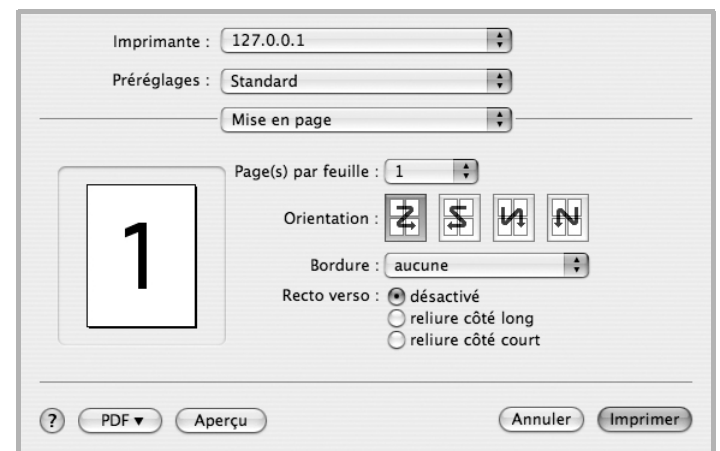 Imprimante : 127.0.0.1
Préréglages : Standard
Mise en page
Page(s) par feuille : 1
1
Orientation :
Bordure : aucune
Recto verso : désactivé
reliure côté long
reliure côté court
? PDF ▼ Aperçu Annuler Imprimer